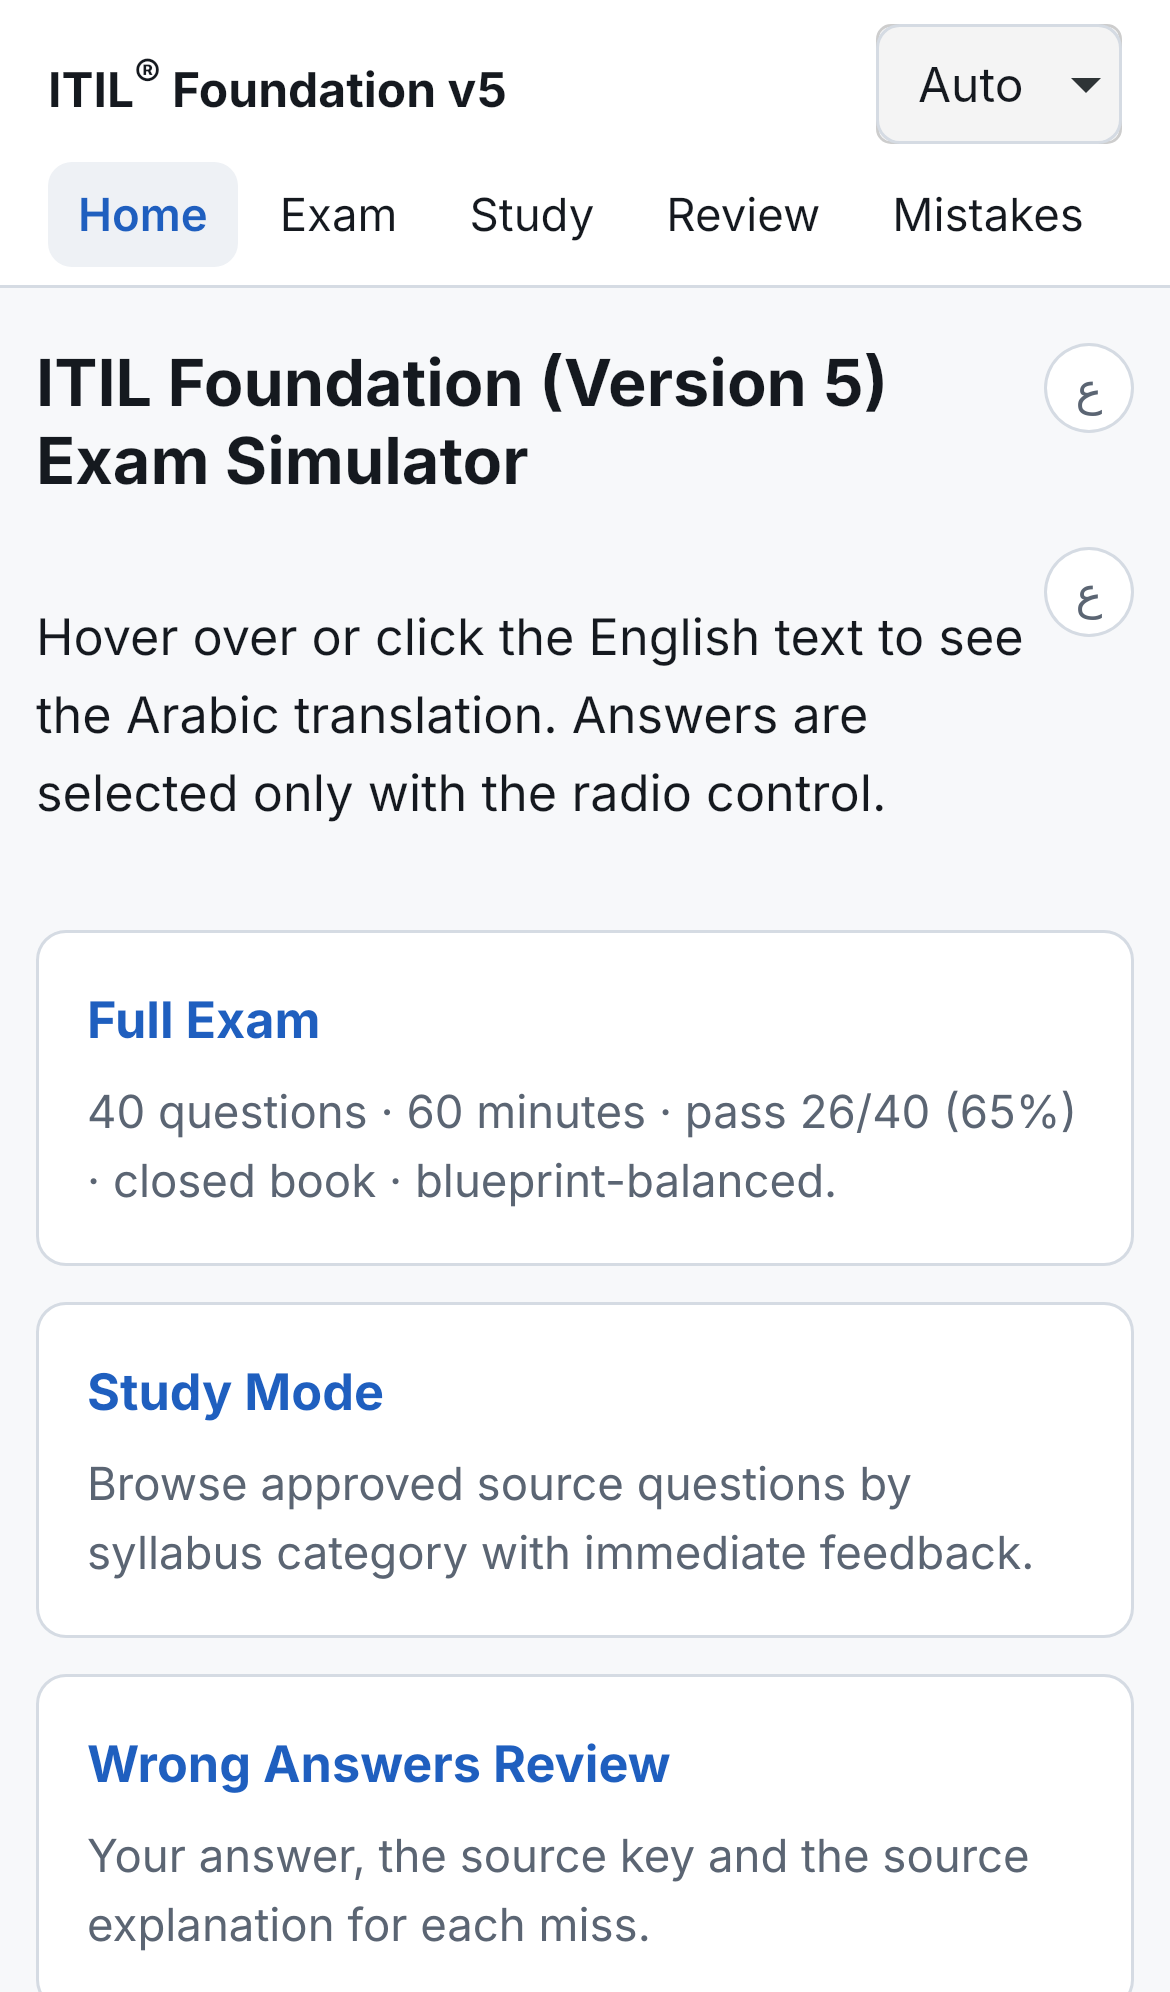 ITIL® Foundation v5
Auto
Home Exam Study Review Mistakes
ITIL Foundation (Version 5)
Exam Simulator
ع
ع
Hover over or click the English text to see
the Arabic translation. Answers are
selected only with the radio control.
Full Exam
40 questions · 60 minutes · pass 26/40 (65%)
· closed book · blueprint-balanced.
Study Mode
Browse approved source questions by
syllabus category with immediate feedback.
Wrong Answers Review
Your answer, the source key and the source
explanation for each miss.